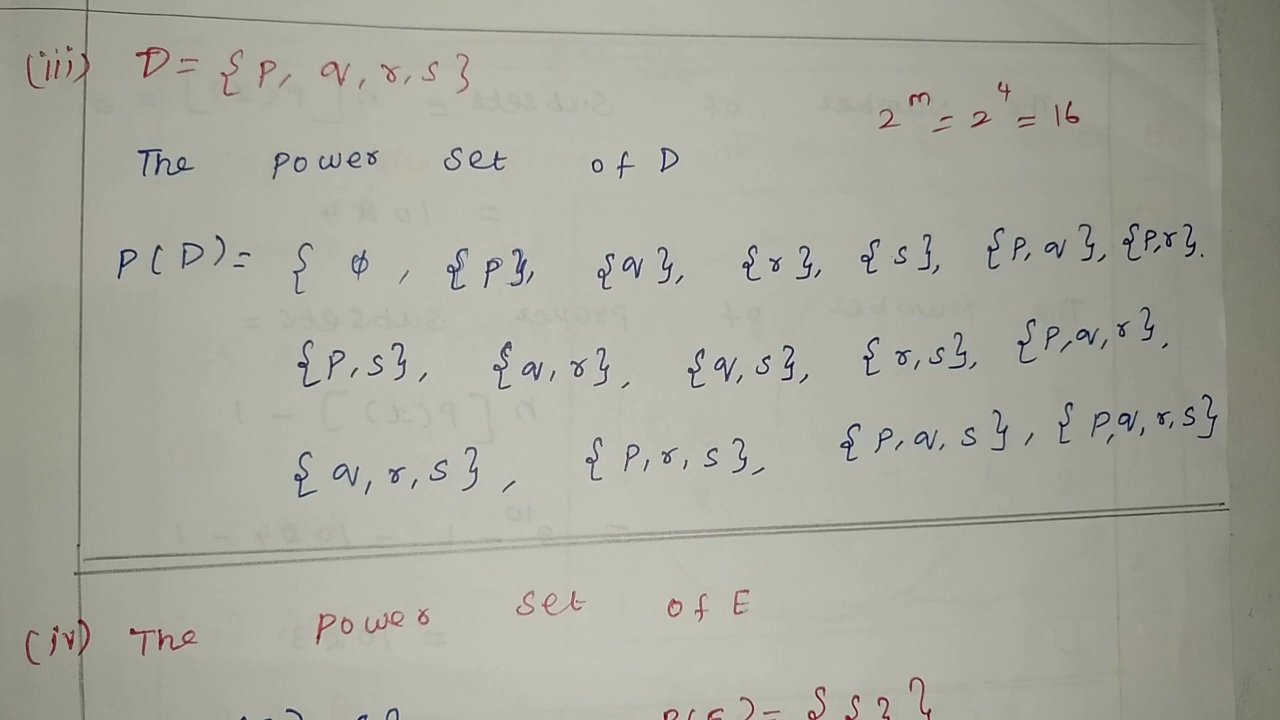 (iii) D = {p, q, r, s}
2^m = 2^4 = 16
The power set of D
P(D) = { ϕ, {p}, {q}, {r}, {s}, {p, q}, {p, r}.
{p, s}, {q, r}, {q, s}, {r, s}, {p, q, r},
{q, r, s}, {p, r, s}, {p, q, s}, {p, q, r, s}
(iv) The power set of E